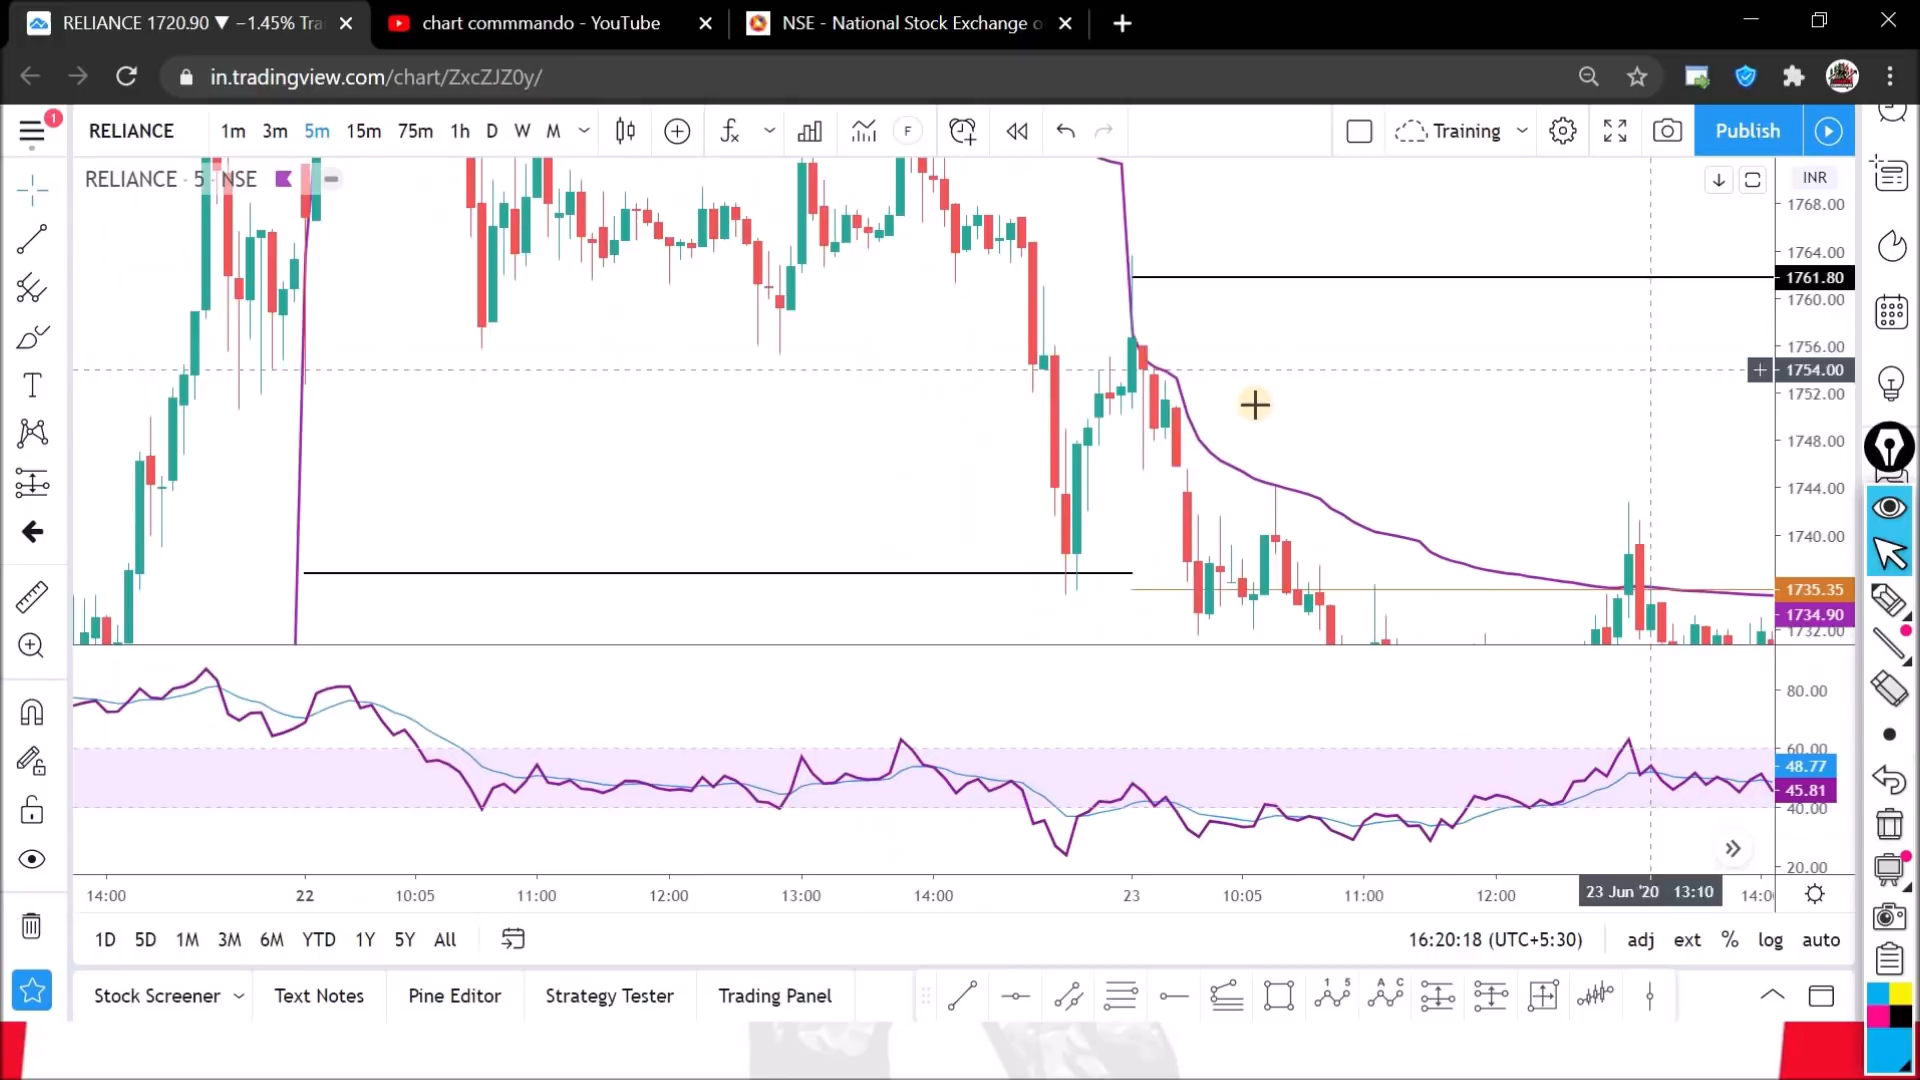 RELIANCE 1720.90 ▼ −1.45% Tra
chart commmando - YouTube
NSE - National Stock Exchange o
in.tradingview.com/chart/ZxcZJZ0y/
1
RELIANCE
1m 3m 5m 15m 75m 1h D W M
F
Training
Publish
RELIANCE · 5 · NSE
INR
1768.00
1764.00
1761.80
1760.00
1756.00
1754.00
1752.00
1748.00
1744.00
1740.00
1735.35
1734.90
1732.00
80.00
60.00
48.77
45.81
40.00
20.00
14:00 22 10:05 11:00 12:00 13:00 14:00 23 10:05 11:00 12:00 23 Jun '20 13:10 14:0
1D 5D 1M 3M 6M YTD 1Y 5Y All
16:20:18 (UTC+5:30)
adj ext % log auto
Stock Screener
Text Notes
Pine Editor
Strategy Tester
Trading Panel